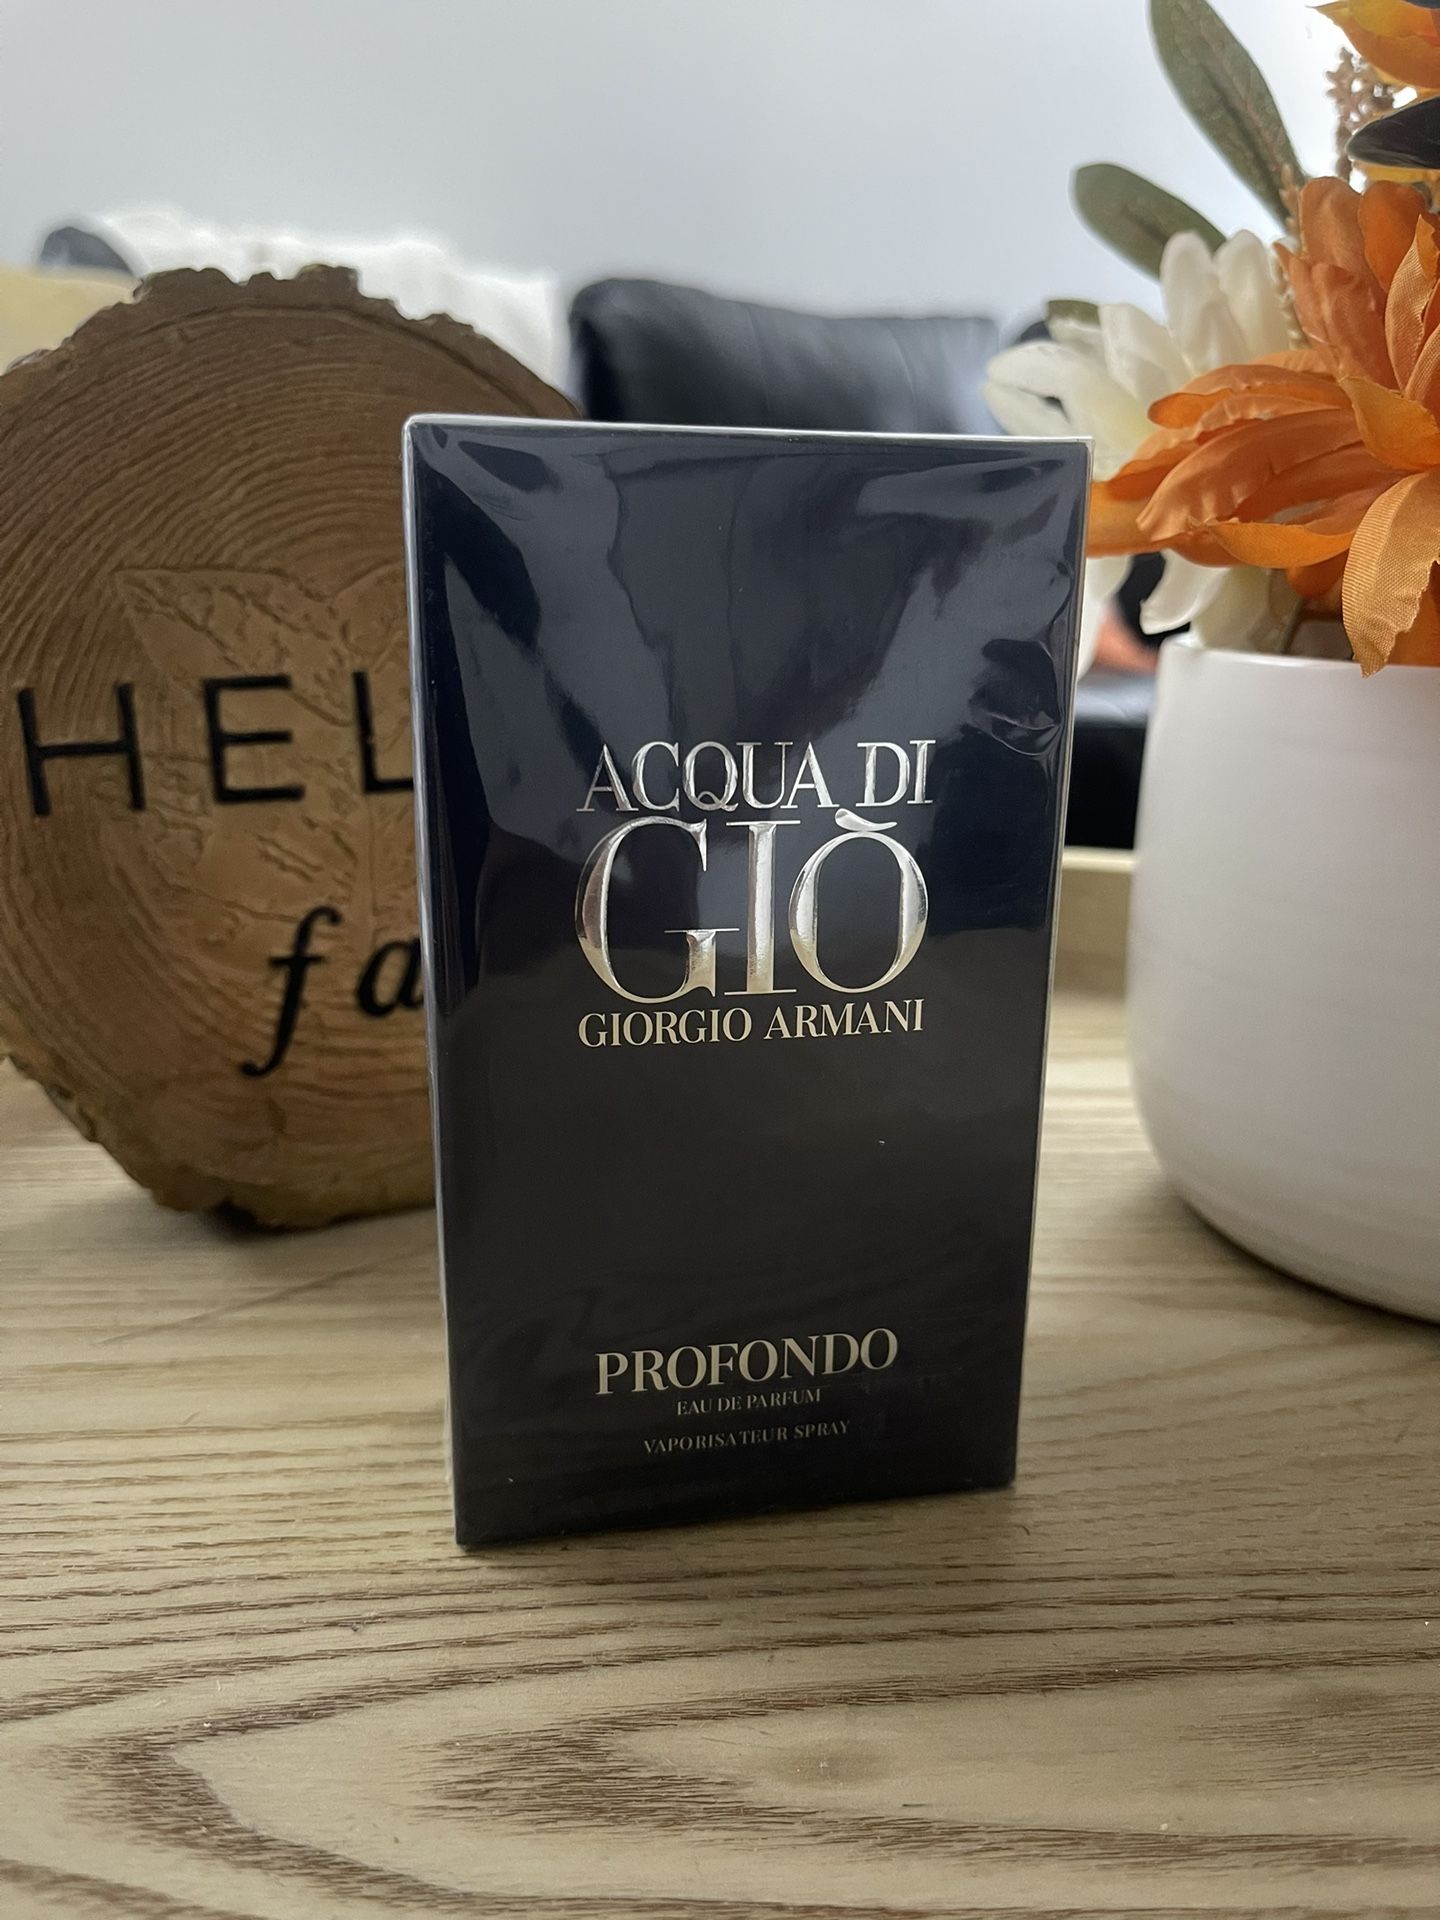 HEL
fa
ACQUA DI
GIÒ
GIORGIO ARMANI
PROFONDO
EAU DE PARFUM
VAPORISATEUR SPRAY